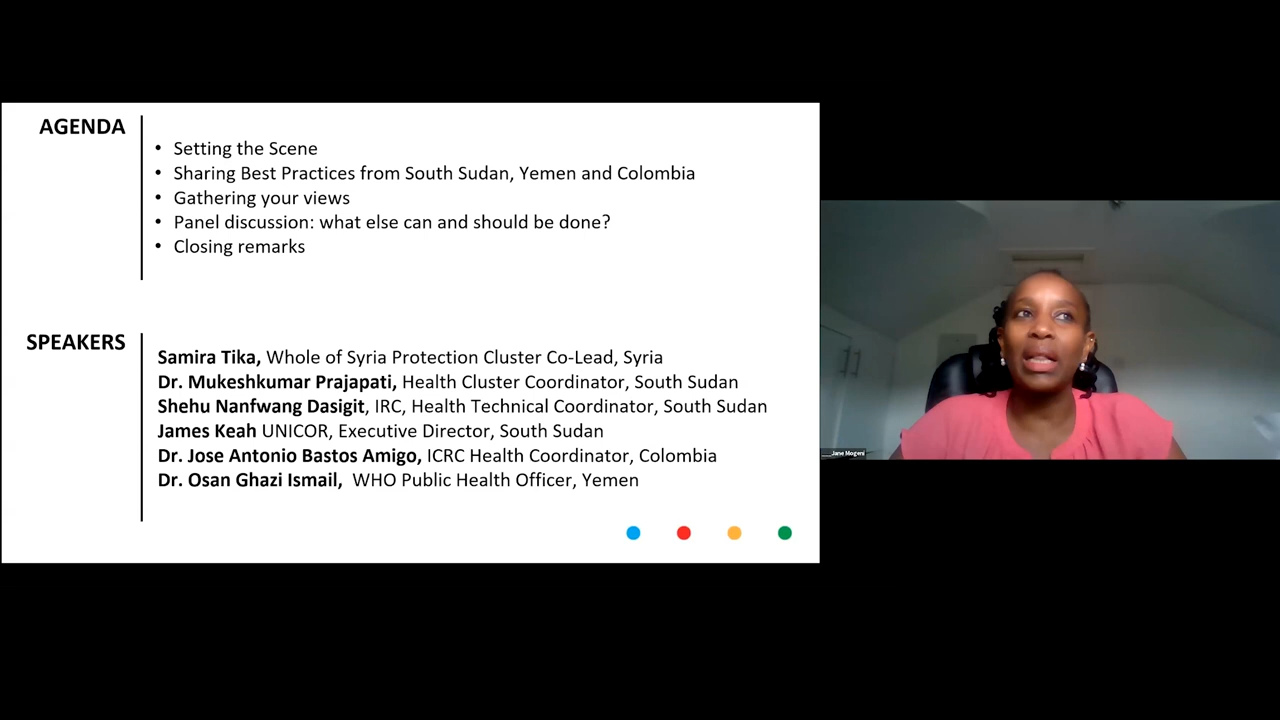 AGENDA
• Setting the Scene
• Sharing Best Practices from South Sudan, Yemen and Colombia
• Gathering your views
• Panel discussion: what else can and should be done?
• Closing remarks
SPEAKERS
Samira Tika, Whole of Syria Protection Cluster Co-Lead, Syria
Dr. Mukeshkumar Prajapati, Health Cluster Coordinator, South Sudan
Shehu Nanfwang Dasigit, IRC, Health Technical Coordinator, South Sudan
James Keah UNICOR, Executive Director, South Sudan
Dr. Jose Antonio Bastos Amigo, ICRC Health Coordinator, Colombia
Dr. Osan Ghazi Ismail, WHO Public Health Officer, Yemen
Jane Mogeni